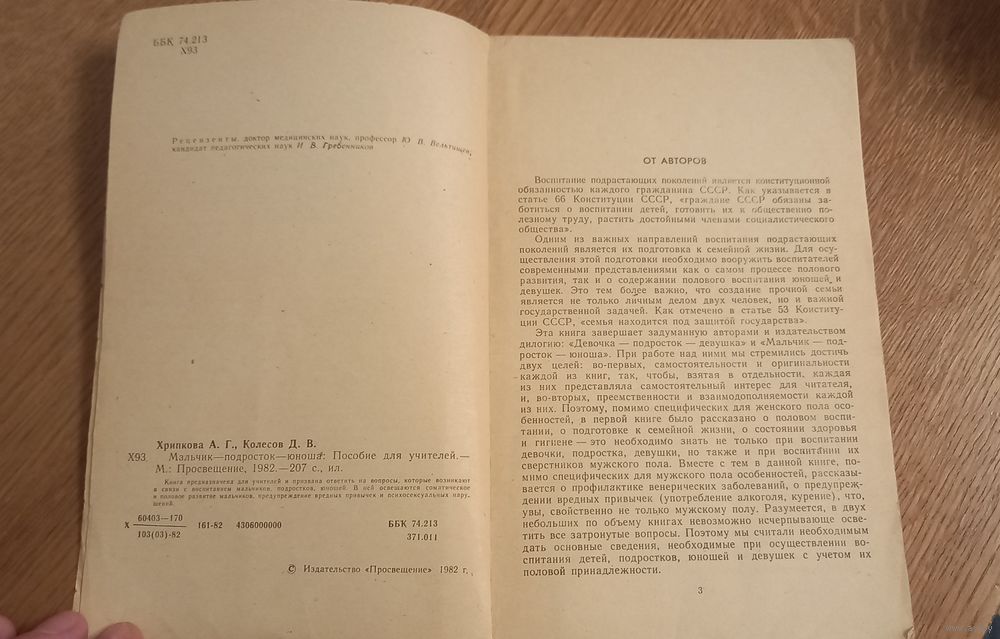 ББК 74.213
Х93
Рецензенты: доктор медицинских наук, профессор Ю. В. Вельтищев,
кандидат педагогических наук И. В. Гребенников
Хрипкова А. Г., Колесов Д. В.
Х93. Мальчик—подросток—юноша: Пособие для учителей.—
М.: Просвещение, 1982.—207 с., ил.
Книга предназначена для учителей и призвана ответить на вопросы, которые возникают
в связи с воспитанием мальчиков, подростков, юношей. В ней освещаются соматическое
и половое развитие мальчиков, предупреждение вредных привычек и психосексуальных нару-
шений.
Х 60403—170 161-82 4306000000 ББК 74.213
103(03)-82 371.011
© Издательство «Просвещение» 1982 г.
ОТ АВТОРОВ
Воспитание подрастающих поколений является конституционной
обязанностью каждого гражданина СССР. Как указывается в
статье 66 Конституции СССР, «граждане СССР обязаны за-
ботиться о воспитании детей, готовить их к общественно по-
лезному труду, растить достойными членами социалистического
общества».
Одним из важных направлений воспитания подрастающих
поколений является их подготовка к семейной жизни. Для осу-
ществления этой подготовки необходимо вооружить воспитателей
современными представлениями как о самом процессе полового
развития, так и о содержании полового воспитания юношей и
девушек. Это тем более важно, что создание прочной семьи
является не только личным делом двух человек, но и важной
государственной задачей. Как отмечено в статье 53 Конститу-
ции СССР, «семья находится под защитой государства».
Эта книга завершает задуманную авторами и издательством
дилогию: «Девочка — подросток — девушка» и «Мальчик — под-
росток — юноша». При работе над ними мы стремились достичь
двух целей: во-первых, самостоятельности и оригинальности
каждой из книг, так, чтобы, взятая в отдельности, каждая
из них представляла самостоятельный интерес для читателя,
и, во-вторых, преемственности и взаимодополняемости каждой
из них. Поэтому, помимо специфических для женского пола осо-
бенностей, в первой книге было рассказано о половом воспи-
тании, о подготовке к семейной жизни, о состоянии здоровья
и гигиене — это необходимо знать не только при воспитании
девочки, подростка, девушки, но также и при воспитании их
сверстников мужского пола. Вместе с тем в данной книге, по-
мимо специфических для мужского пола особенностей, рассказы-
вается о профилактике венерических заболеваний, о предупреж-
дении вредных привычек (употребление алкоголя, курение), что,
увы, свойственно не только мужскому полу. Разумеется, в двух
небольших по объему книгах невозможно исчерпывающе осве-
тить все затронутые вопросы. Поэтому мы считали необходимым
дать основные сведения, необходимые при осуществлении во-
спитания детей, подростков, юношей и девушек с учетом их
половой принадлежности.
3